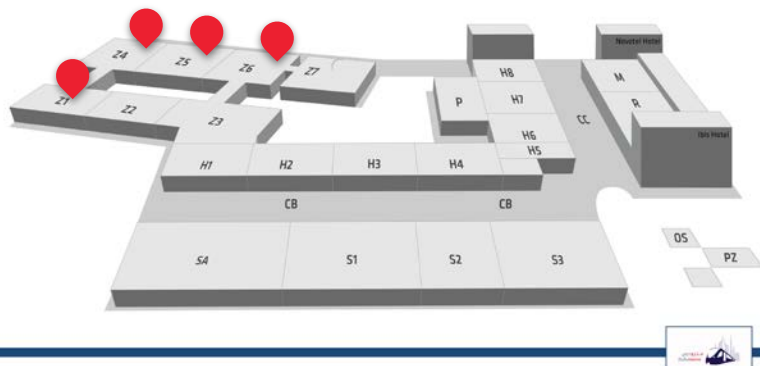 Z4
Z5
Z6
Z7
Z1
Z2
Z3
H1
H2
H3
H4
H5
H6
H7
H8
P
CC
M
R
Novotel Hotel
Ibis Hotel
CB
CB
SA
S1
S2
S3
OS
PZ